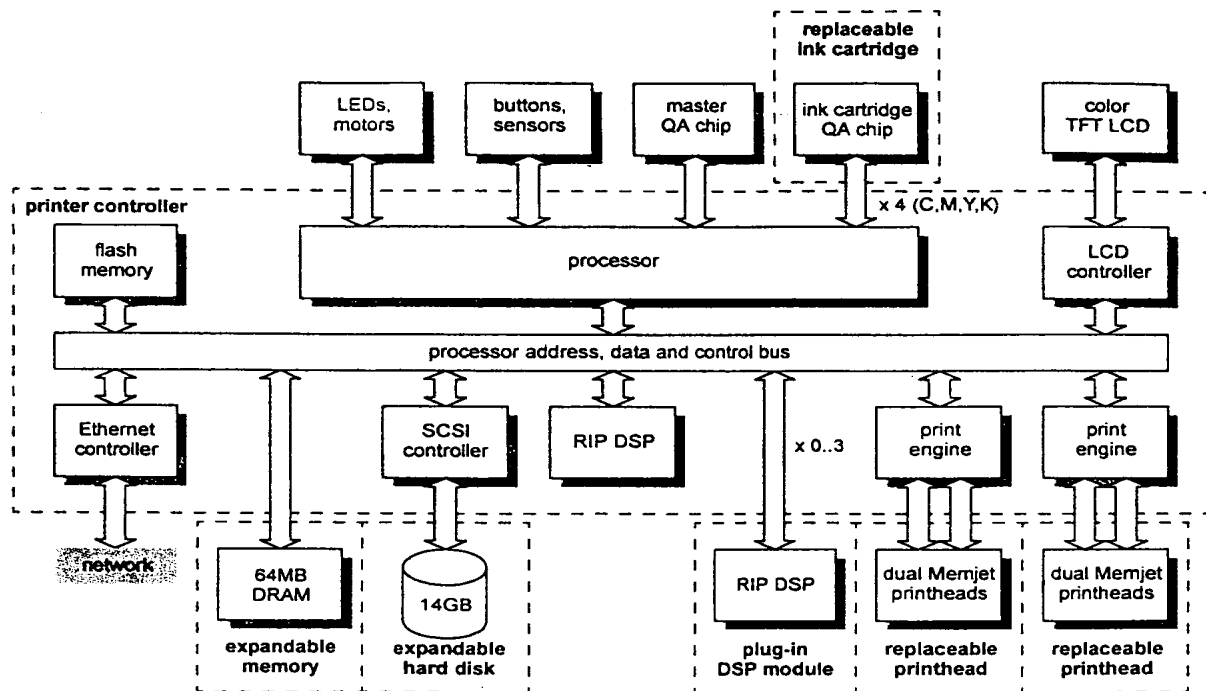 replaceable
ink cartridge
LEDs,
motors
buttons,
sensors
master
QA chip
ink cartridge
QA chip
color
TFT LCD
x 4 (C,M,Y,K)
printer controller
flash
memory
processor
LCD
controller
processor address, data and control bus
Ethernet
controller
SCSI
controller
RIP DSP
x 0..3
print
engine
print
engine
network
64MB
DRAM
14GB
RIP DSP
dual Memjet
printheads
dual Memjet
printheads
expandable
memory
expandable
hard disk
plug-in
DSP module
replaceable
printhead
replaceable
printhead